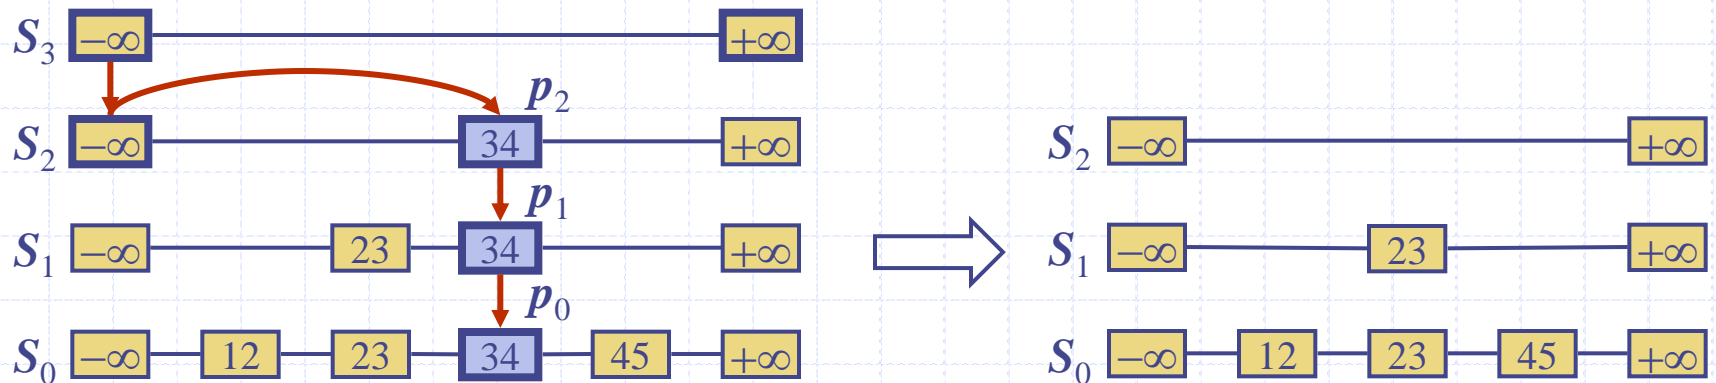 S3 −∞ +∞
p2
S2 −∞ 34 +∞ S2 −∞ +∞
p1
S1 −∞ 23 34 +∞ S1 −∞ 23 +∞
p0
S0 −∞ 12 23 34 45 +∞ S0 −∞ 12 23 45 +∞